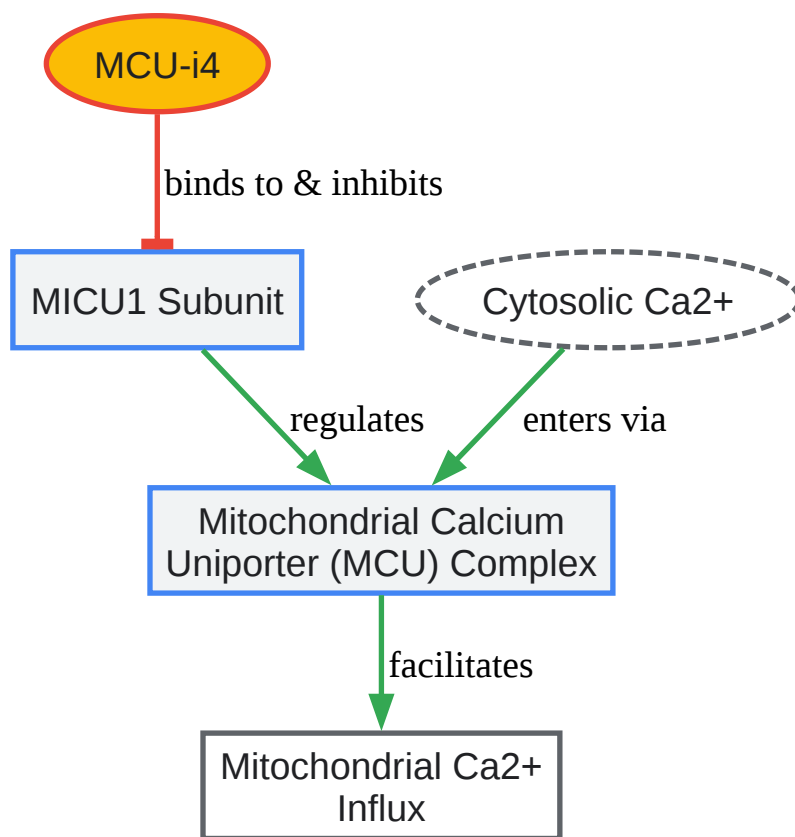 MCU-i4
binds to & inhibits
MICU1 Subunit
Cytosolic Ca2+
regulates
enters via
Mitochondrial Calcium
Uniporter (MCU) Complex
facilitates
Mitochondrial Ca2+
Influx